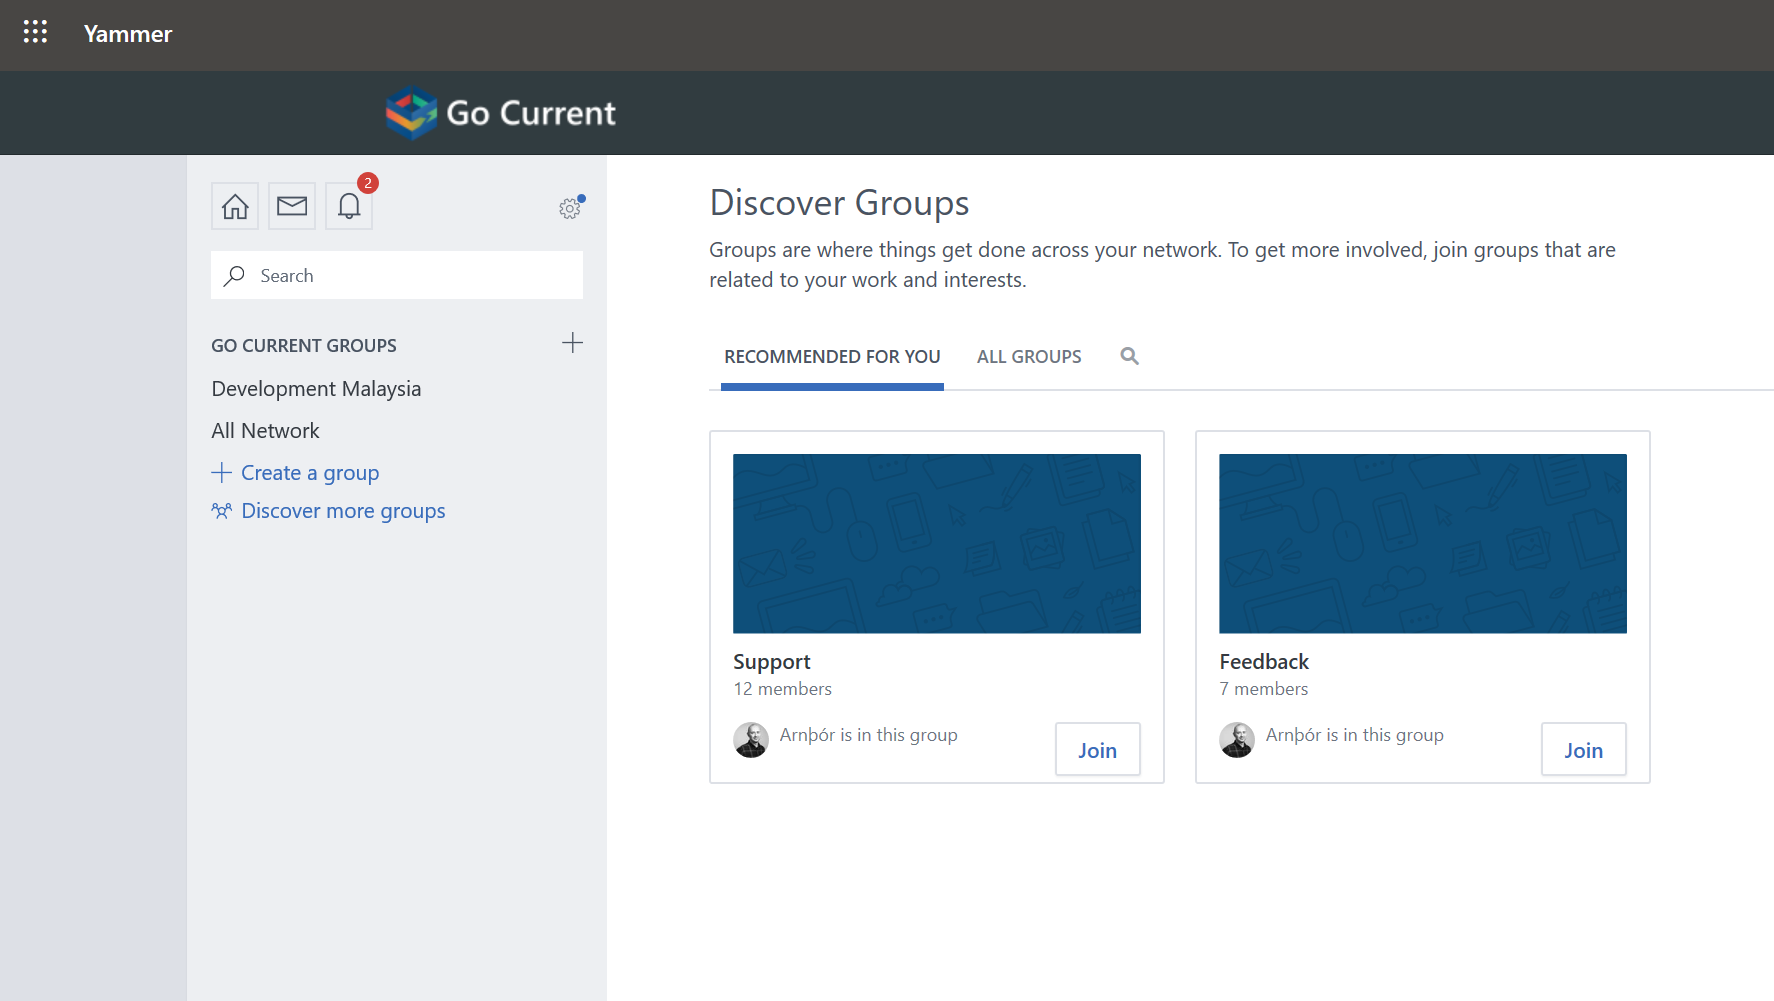 Yammer
Go Current
2
Search
GO CURRENT GROUPS
Development Malaysia
All Network
Create a group
Discover more groups
Discover Groups
Groups are where things get done across your network. To get more involved, join groups that are
related to your work and interests.
RECOMMENDED FOR YOU
ALL GROUPS
Support
12 members
Arnþór is in this group
Join
Feedback
7 members
Arnþór is in this group
Join